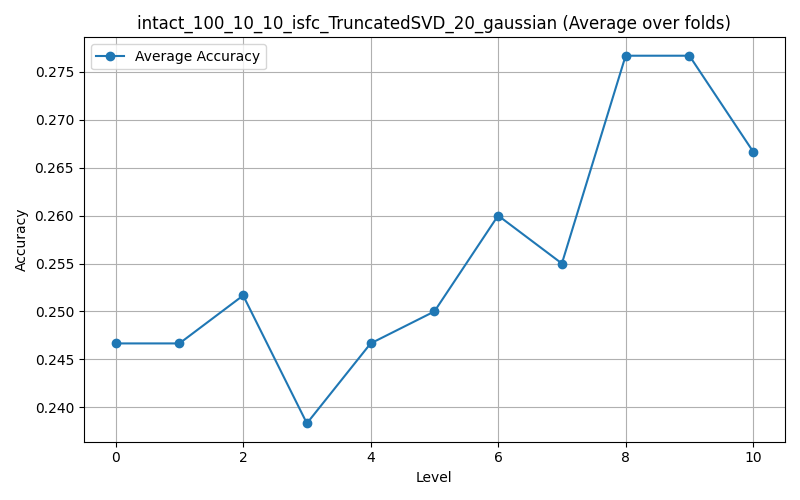 intact_100_10_10_isfc_TruncatedSVD_20_gaussian (Average over folds)
Average Accuracy
0.275
0.270
0.265
0.260
0.255
0.250
0.245
0.240
Accuracy
0 2 4 6 8 10
Level